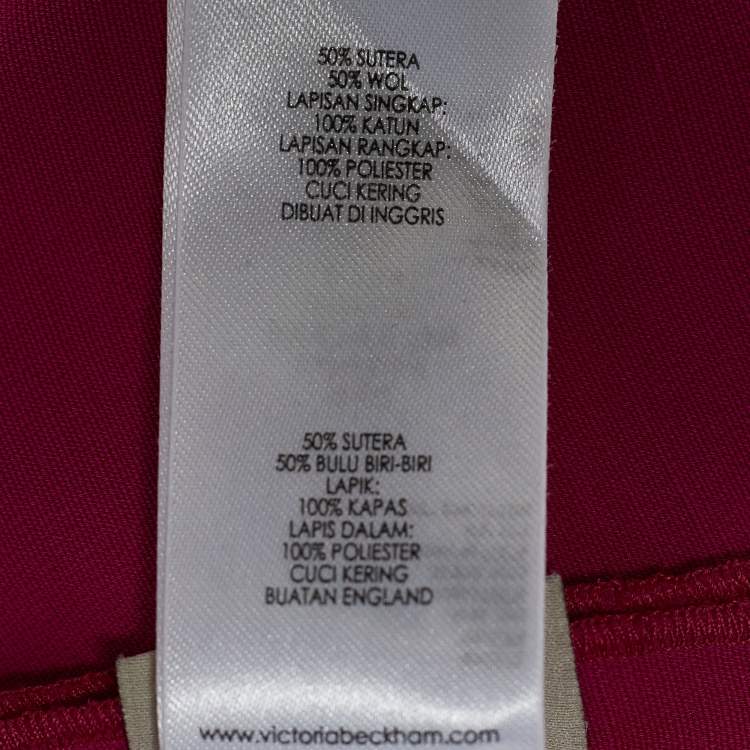 50% SUTERA
50% WOL
LAPISAN SINGKAP:
100% KATUN
LAPISAN RANGKAP:
100% POLIESTER
CUCI KERING
DIBUAT DI INGGRIS
50% SUTERA
50% BULU BIRI-BIRI
LAPIK:
100% KAPAS
LAPIS DALAM:
100% POLIESTER
CUCI KERING
BUATAN ENGLAND
www.victoriabeckham.com